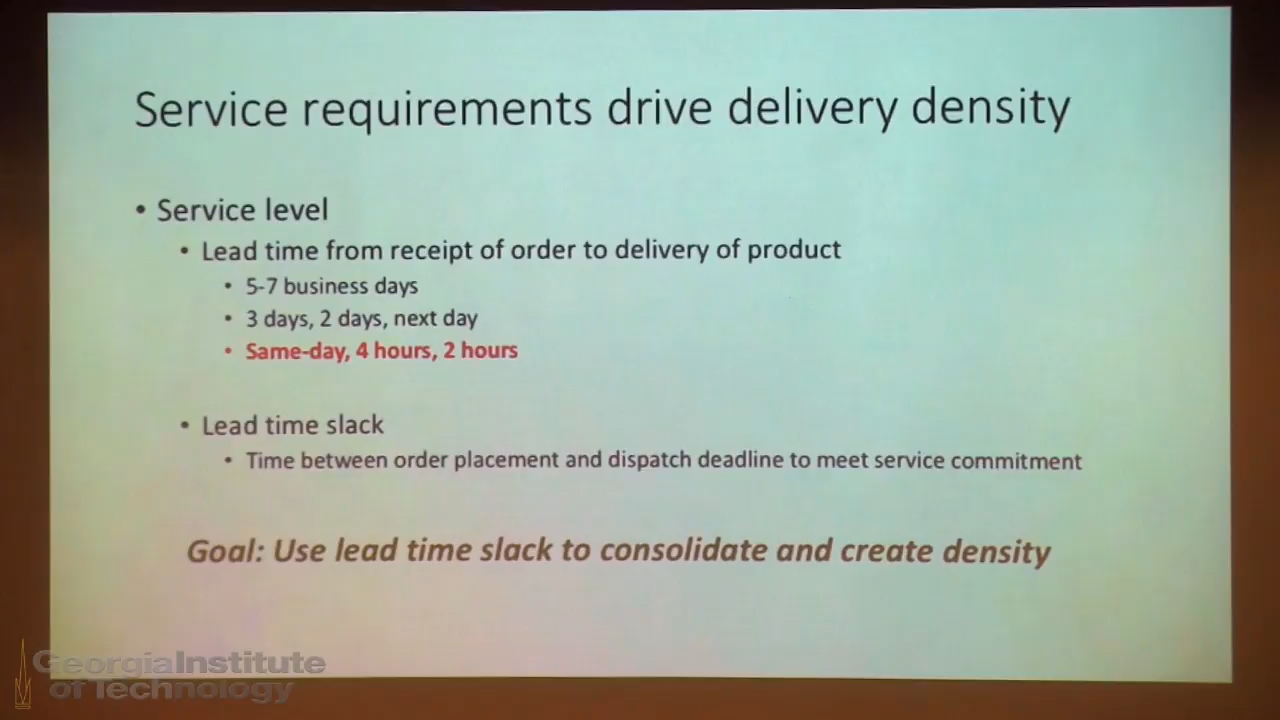 Service requirements drive delivery density
• Service level
• Lead time from receipt of order to delivery of product
• 5-7 business days
• 3 days, 2 days, next day
• Same-day, 4 hours, 2 hours
• Lead time slack
• Time between order placement and dispatch deadline to meet service commitment
Goal: Use lead time slack to consolidate and create density
GeorgiaInstitute
of Technology